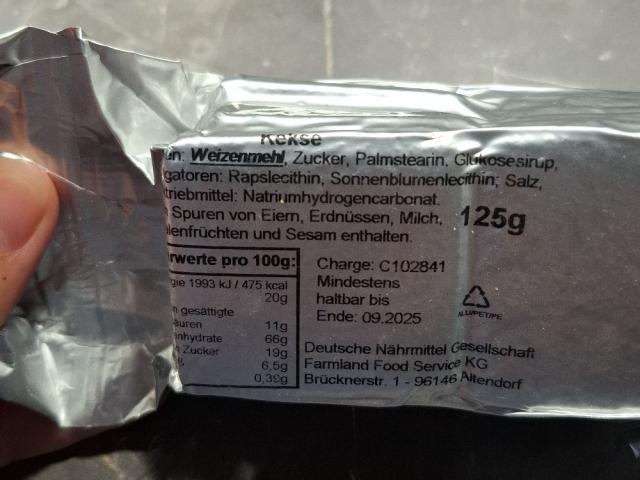 Kekse
en: Weizenmehl, Zucker, Palmstearin, Glukosesirup,
gatoren: Rapslecithin, Sonnenblumenlecithin; Salz,
triebmittel: Natriumhydrogencarbonat.
Spuren von Eiern, Erdnüssen, Milch,
lenfrüchten und Sesam enthalten.
125g
rwerte pro 100g:
gie 1993 kJ / 475 kcal
20g
n gesättigte
äuren 11g
nhydrate 66g
n Zucker 19g
6,5g
0,39g
Charge: C102841
Mindestens
haltbar bis
Ende: 09.2025
ALU/PET/PE
Deutsche Nährmittel Gesellschaft
Farmland Food Service KG
Brücknerstr. 1 - 96146 Altendorf